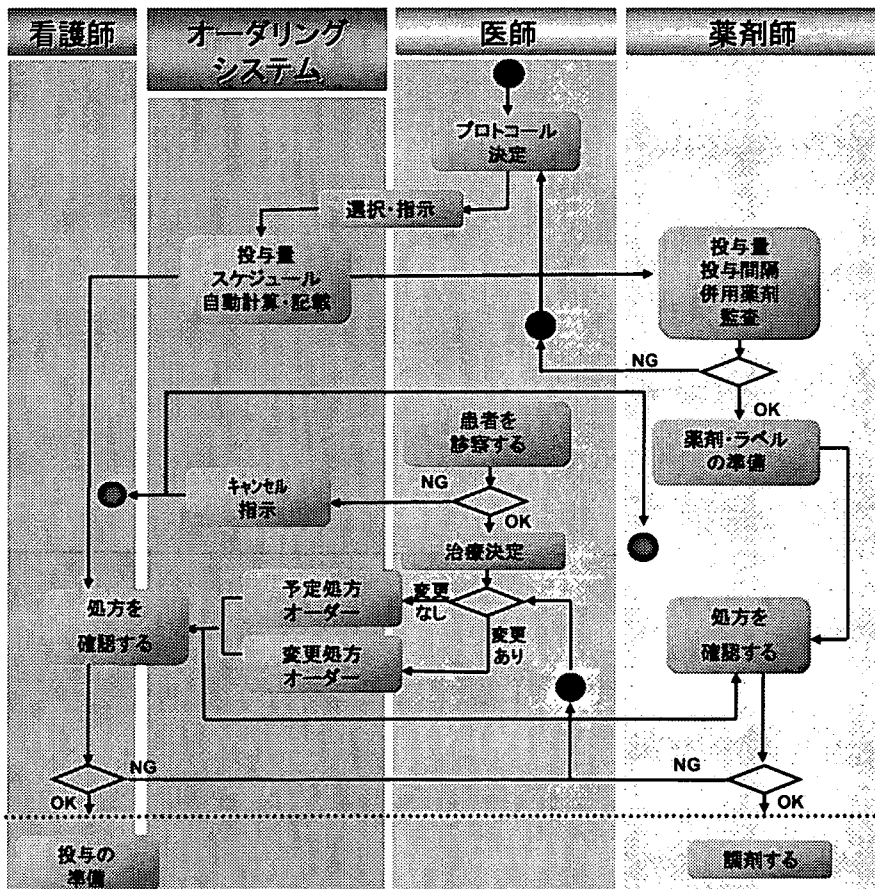 看護師
オーダリング
システム
医師
薬剤師
プロトコール
決定
選択・指示
投与量
スケジュール
自動計算・記載
投与量
投与間隔
併用薬剤
監査
NG
OK
患者を
診察する
薬剤・ラベル
の準備
NG
キャンセル
指示
OK
治療決定
予定処方
オーダー
変更
なし
処方を
確認する
変更
あり
変更処方
オーダー
処方を
確認する
NG
NG
OK
OK
投与の
準備
調剤する